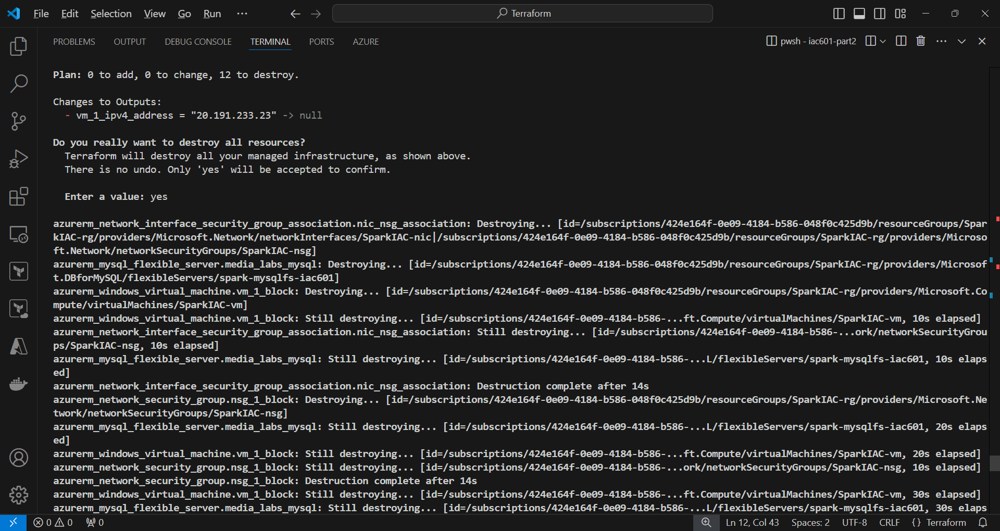 File Edit Selection View Go Run ··· Terraform
PROBLEMS OUTPUT DEBUG CONSOLE TERMINAL PORTS AZURE pwsh - iac601-part2
Plan: 0 to add, 0 to change, 12 to destroy.
Changes to Outputs:
- vm_1_ipv4_address = "20.191.233.23" -> null
Do you really want to destroy all resources?
Terraform will destroy all your managed infrastructure, as shown above.
There is no undo. Only 'yes' will be accepted to confirm.
Enter a value: yes
azurerm_network_interface_security_group_association.nic_nsg_association: Destroying... [id=/subscriptions/424e164f-0e09-4184-b586-048f0c425d9b/resourceGroups/Spar
kIAC-rg/providers/Microsoft.Network/networkInterfaces/SparkIAC-nic|/subscriptions/424e164f-0e09-4184-b586-048f0c425d9b/resourceGroups/SparkIAC-rg/providers/Microso
ft.Network/networkSecurityGroups/SparkIAC-nsg]
azurerm_mysql_flexible_server.media_labs_mysql: Destroying... [id=/subscriptions/424e164f-0e09-4184-b586-048f0c425d9b/resourceGroups/SparkIAC-rg/providers/Microsof
t.DBforMySQL/flexibleServers/spark-mysqlfs-iac601]
azurerm_windows_virtual_machine.vm_1_block: Destroying... [id=/subscriptions/424e164f-0e09-4184-b586-048f0c425d9b/resourceGroups/SparkIAC-rg/providers/Microsoft.Co
mpute/virtualMachines/SparkIAC-vm]
azurerm_windows_virtual_machine.vm_1_block: Still destroying... [id=/subscriptions/424e164f-0e09-4184-b586-...ft.Compute/virtualMachines/SparkIAC-vm, 10s elapsed]
azurerm_network_interface_security_group_association.nic_nsg_association: Still destroying... [id=/subscriptions/424e164f-0e09-4184-b586-...ork/networkSecurityGrou
ps/SparkIAC-nsg, 10s elapsed]
azurerm_mysql_flexible_server.media_labs_mysql: Still destroying... [id=/subscriptions/424e164f-0e09-4184-b586-...L/flexibleServers/spark-mysqlfs-iac601, 10s elaps
ed]
azurerm_network_interface_security_group_association.nic_nsg_association: Destruction complete after 14s
azurerm_network_security_group.nsg_1_block: Destroying... [id=/subscriptions/424e164f-0e09-4184-b586-048f0c425d9b/resourceGroups/SparkIAC-rg/providers/Microsoft.Ne
twork/networkSecurityGroups/SparkIAC-nsg]
azurerm_mysql_flexible_server.media_labs_mysql: Still destroying... [id=/subscriptions/424e164f-0e09-4184-b586-...L/flexibleServers/spark-mysqlfs-iac601, 20s elaps
ed]
azurerm_windows_virtual_machine.vm_1_block: Still destroying... [id=/subscriptions/424e164f-0e09-4184-b586-...ft.Compute/virtualMachines/SparkIAC-vm, 20s elapsed]
azurerm_network_security_group.nsg_1_block: Still destroying... [id=/subscriptions/424e164f-0e09-4184-b586-...ork/networkSecurityGroups/SparkIAC-nsg, 10s elapsed]
azurerm_network_security_group.nsg_1_block: Destruction complete after 14s
azurerm_windows_virtual_machine.vm_1_block: Still destroying... [id=/subscriptions/424e164f-0e09-4184-b586-...ft.Compute/virtualMachines/SparkIAC-vm, 30s elapsed]
azurerm_mysql_flexible_server.media_labs_mysql: Still destroying... [id=/subscriptions/424e164f-0e09-4184-b586-...L/flexibleServers/spark-mysqlfs-iac601, 30s elaps
0 0 0 Ln 12, Col 43 Spaces: 2 UTF-8 CRLF {} Terraform